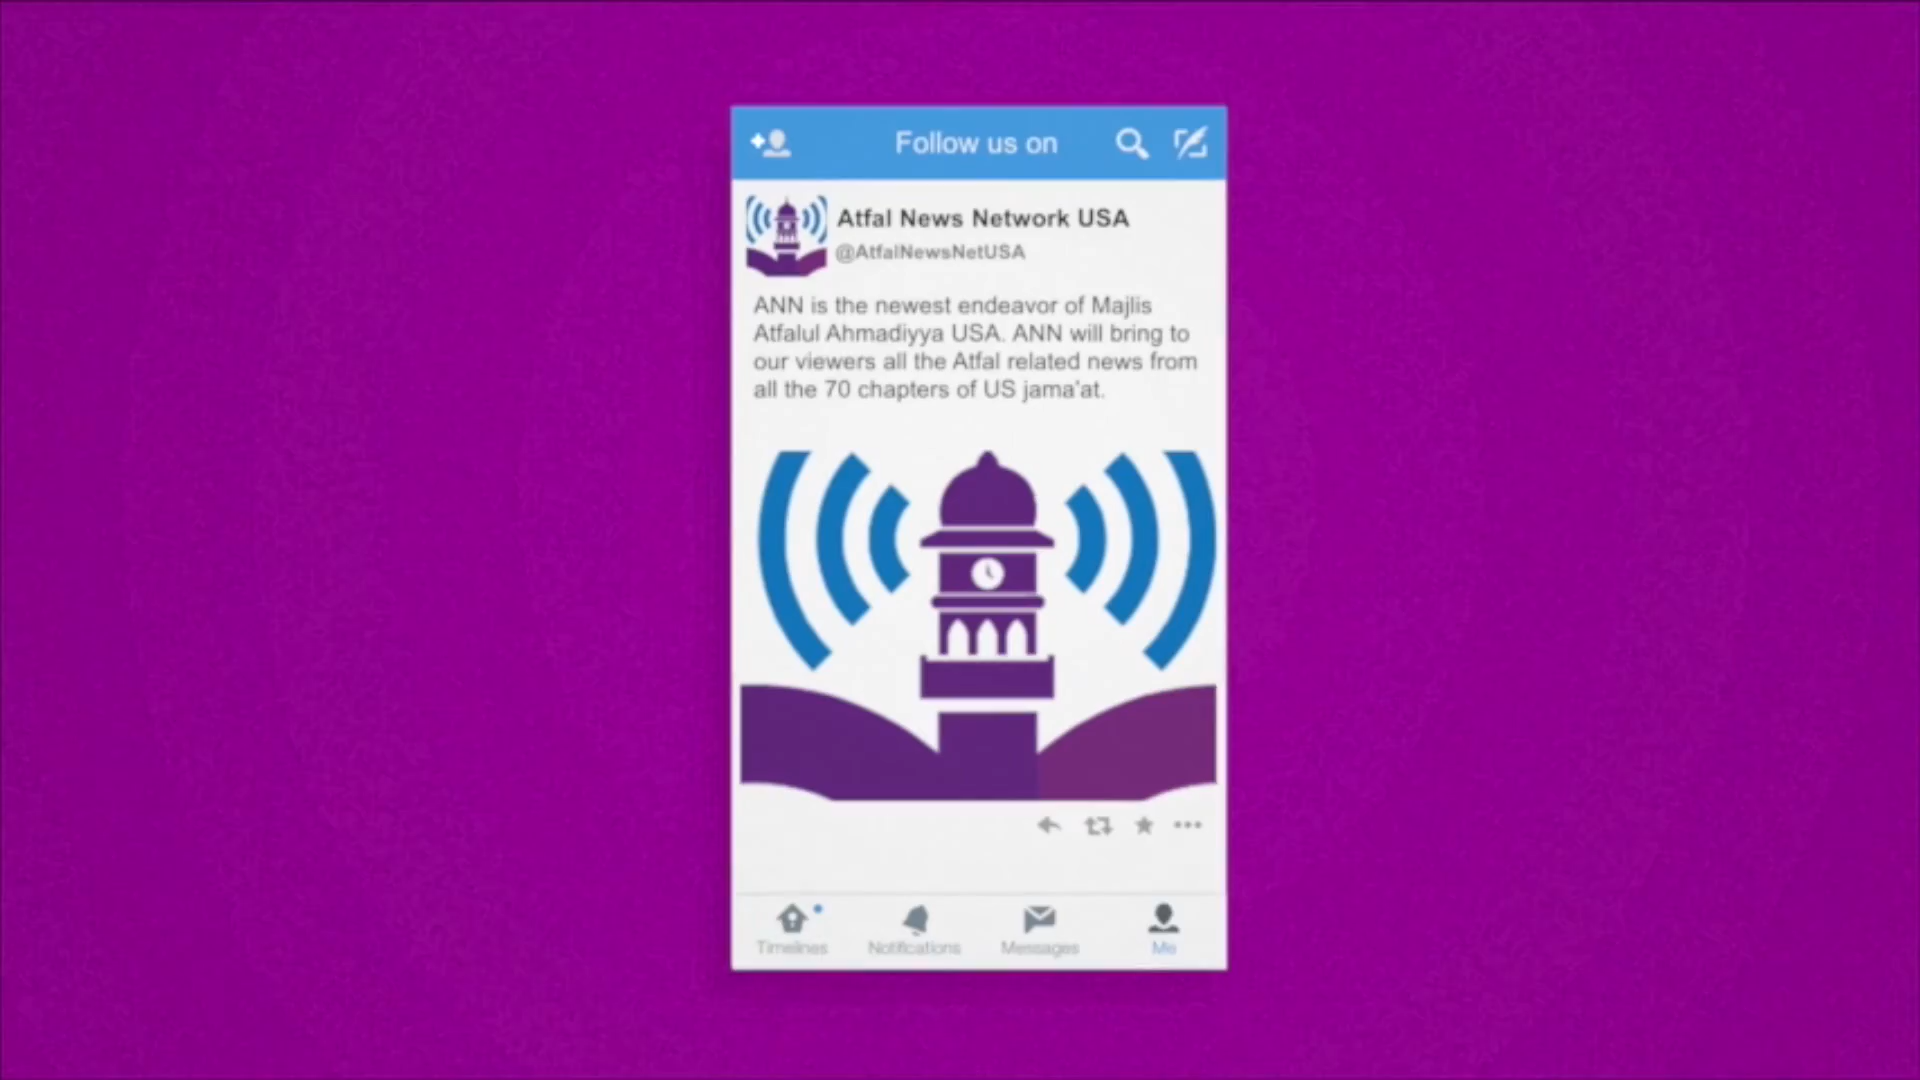 Follow us on
Atfal News Network USA
@AtfalNewsNetUSA
ANN is the newest endeavor of Majlis
Atfalul Ahmadiyya USA. ANN will bring to
our viewers all the Atfal related news from
all the 70 chapters of US jama'at.
Timelines Notifications Messages Me